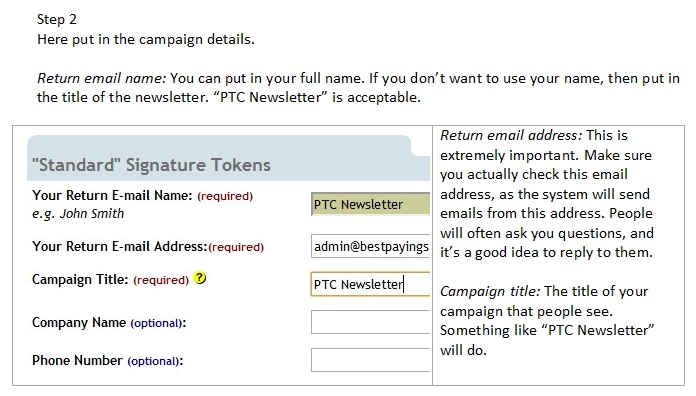 Step 2
Here put in the campaign details.
Return email name: You can put in your full name. If you don’t want to use your name, then put in
the title of the newsletter. “PTC Newsletter” is acceptable.
"Standard" Signature Tokens
Your Return E-mail Name: (required)
e.g. John Smith
PTC Newsletter
Your Return E-mail Address:(required)
admin@bestpayings
Campaign Title: (required) ?
PTC Newsletter
Company Name (optional):
Phone Number (optional):
Return email address: This is
extremely important. Make sure
you actually check this email
address, as the system will send
emails from this address. People
will often ask you questions, and
it’s a good idea to reply to them.
Campaign title: The title of your
campaign that people see.
Something like “PTC Newsletter”
will do.